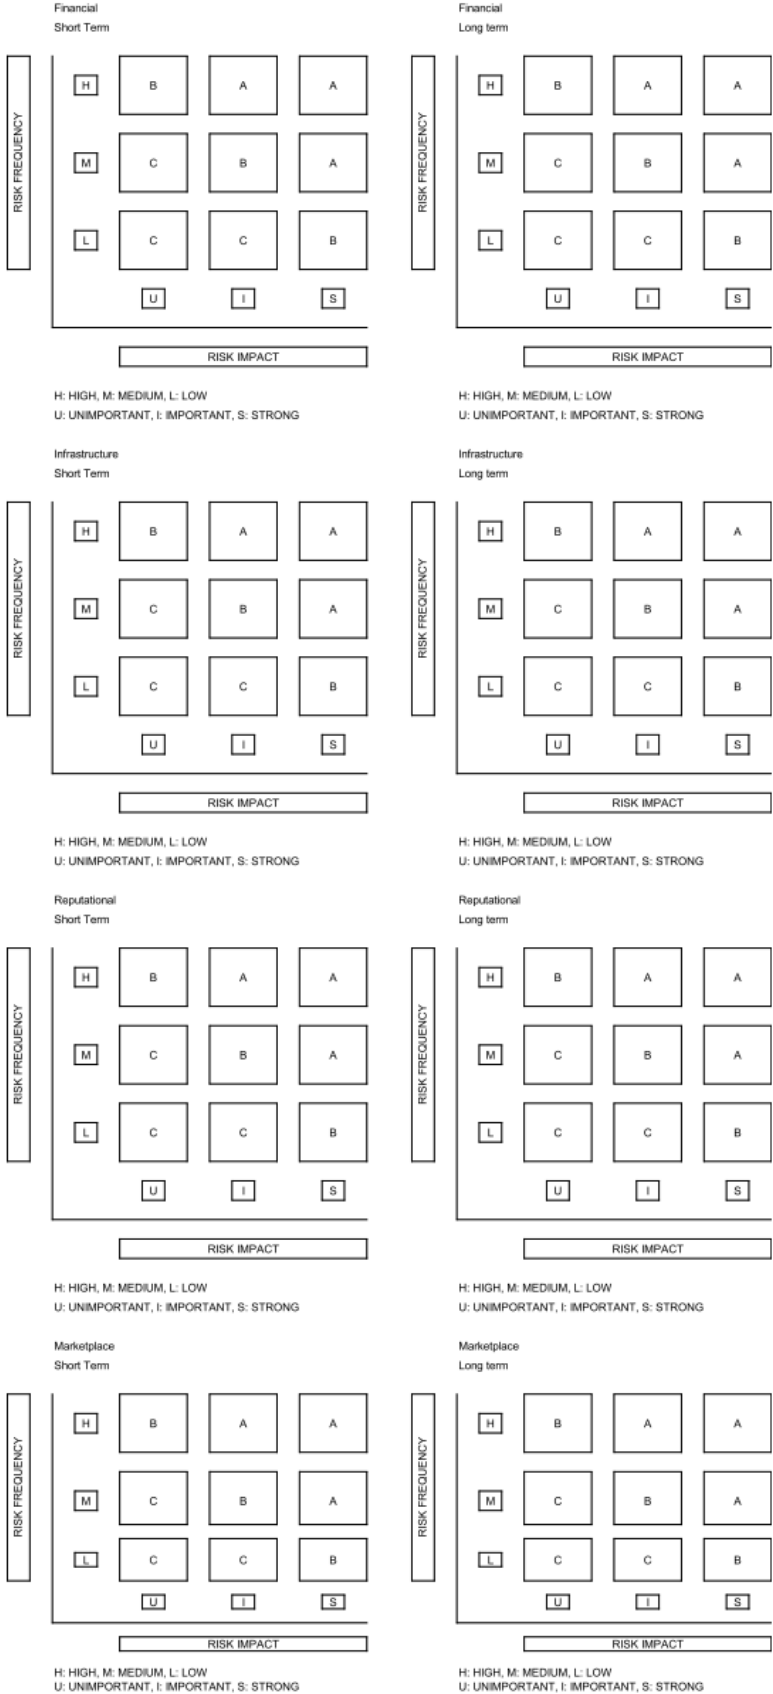 Financial
Short Term
RISK FREQUENCY
H B A A
M C B A
L C C B
U I S
RISK IMPACT
H: HIGH, M: MEDIUM, L: LOW
U: UNIMPORTANT, I: IMPORTANT, S: STRONG
Financial
Long term
RISK FREQUENCY
H B A A
M C B A
L C C B
U I S
RISK IMPACT
H: HIGH, M: MEDIUM, L: LOW
U: UNIMPORTANT, I: IMPORTANT, S: STRONG
Infrastructure
Short Term
RISK FREQUENCY
H B A A
M C B A
L C C B
U I S
RISK IMPACT
H: HIGH, M: MEDIUM, L: LOW
U: UNIMPORTANT, I: IMPORTANT, S: STRONG
Infrastructure
Long term
RISK FREQUENCY
H B A A
M C B A
L C C B
U I S
RISK IMPACT
H: HIGH, M: MEDIUM, L: LOW
U: UNIMPORTANT, I: IMPORTANT, S: STRONG
Reputational
Short Term
RISK FREQUENCY
H B A A
M C B A
L C C B
U I S
RISK IMPACT
H: HIGH, M: MEDIUM, L: LOW
U: UNIMPORTANT, I: IMPORTANT, S: STRONG
Reputational
Long term
RISK FREQUENCY
H B A A
M C B A
L C C B
U I S
RISK IMPACT
H: HIGH, M: MEDIUM, L: LOW
U: UNIMPORTANT, I: IMPORTANT, S: STRONG
Marketplace
Short Term
RISK FREQUENCY
H B A A
M C B A
L C C B
U I S
RISK IMPACT
H: HIGH, M: MEDIUM, L: LOW
U: UNIMPORTANT, I: IMPORTANT, S: STRONG
Marketplace
Long term
RISK FREQUENCY
H B A A
M C B A
L C C B
U I S
RISK IMPACT
H: HIGH, M: MEDIUM, L: LOW
U: UNIMPORTANT, I: IMPORTANT, S: STRONG